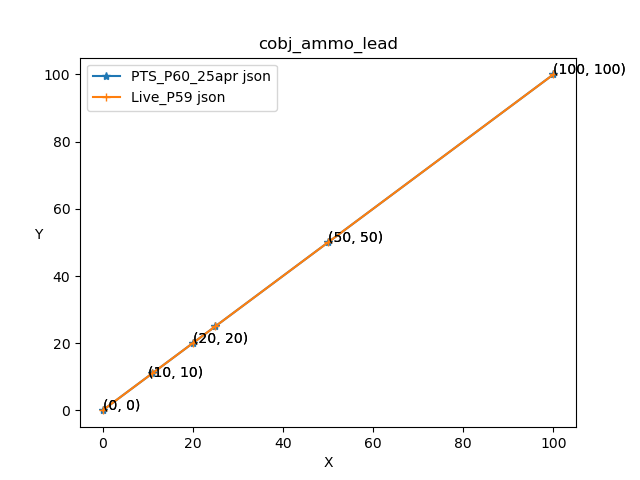 cobj_ammo_lead
PTS_P60_25apr json
Live_P59 json
Y
100
80
60
40
20
0
(100, 100)
(50, 50)
(20, 20)
(10, 10)
(0, 0)
0 20 40 60 80 100
X